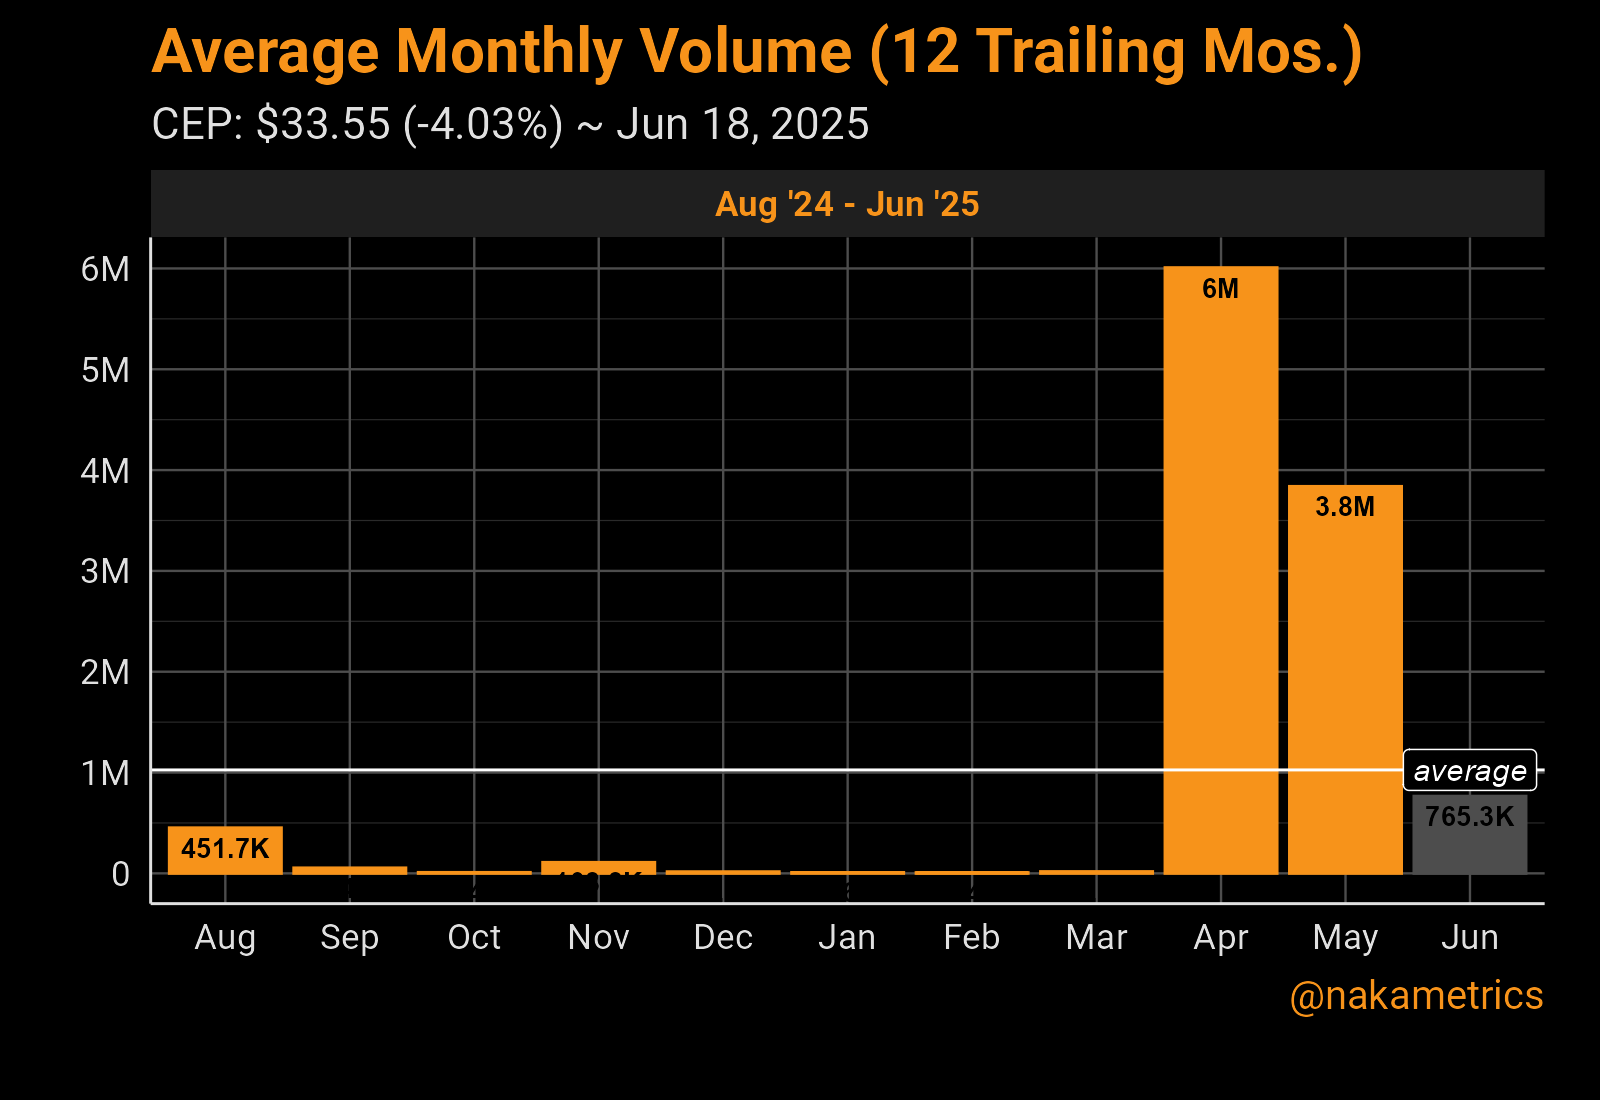 Average Monthly Volume (12 Trailing Mos.)
CEP: $33.55 (-4.03%) ~ Jun 18, 2025
Aug '24 - Jun '25
6M
5M
4M
3M
2M
1M
0
6M
3.8M
average
765.3K
451.7K
Aug Sep Oct Nov Dec Jan Feb Mar Apr May Jun
@nakametrics